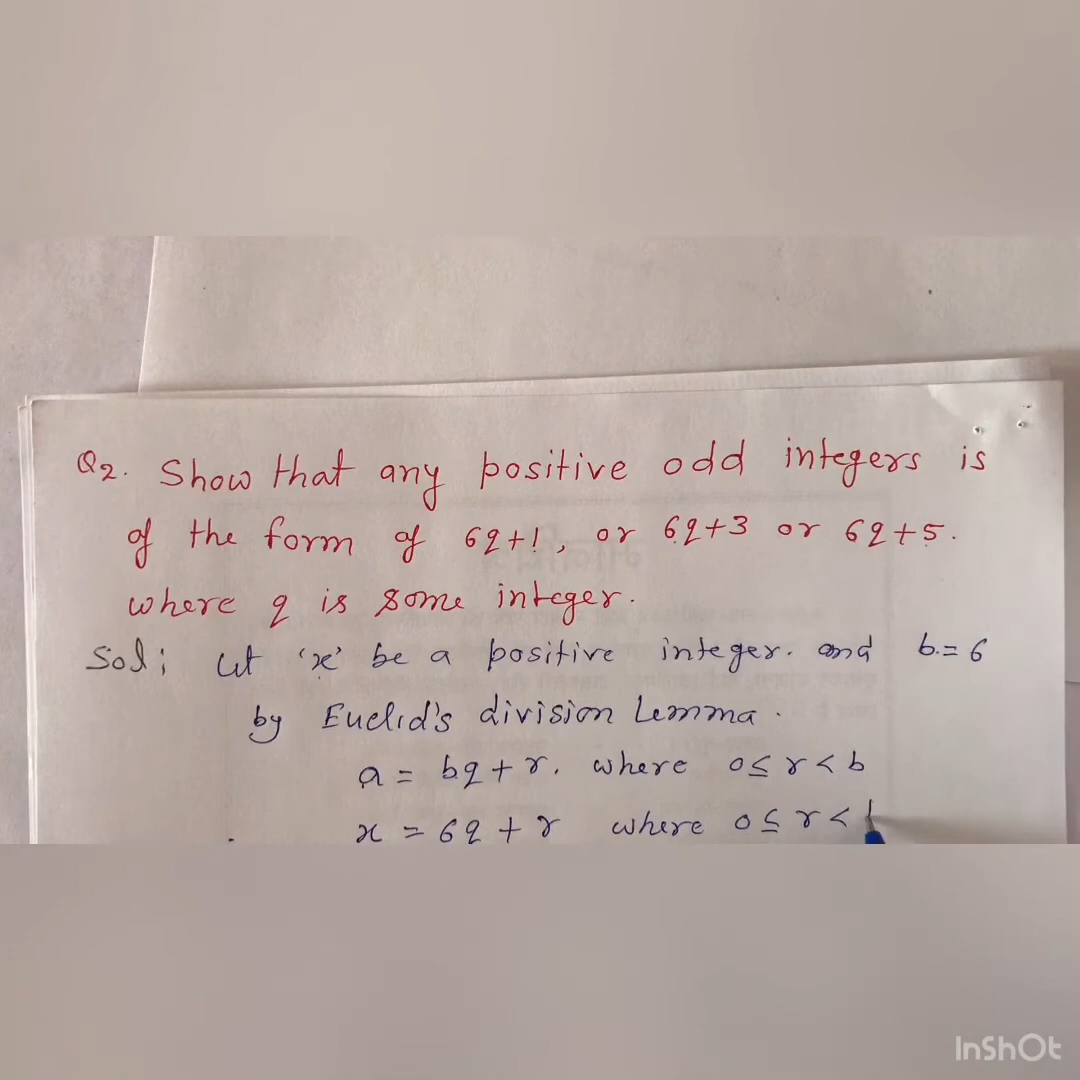 Q2. Show that any positive odd integers is
of the form of 6q+1, or 6q+3 or 6q+5.
where q is some integer.
Sol; Let 'x' be a positive integer. and b=6
by Euclid's division Lemma.
a = bq + r. where 0≤ r < b
x = 6q + r where 0≤ r <
InShOt